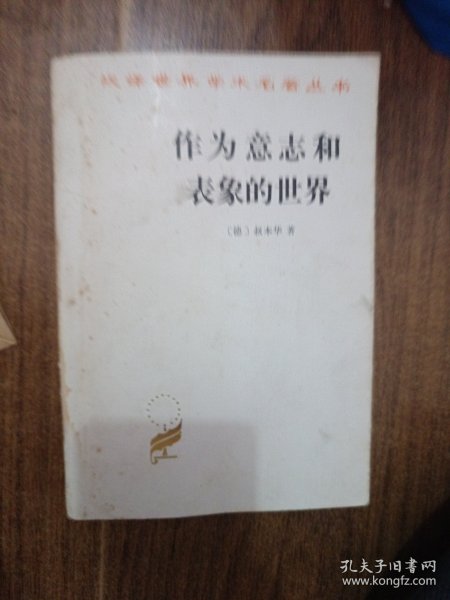 汉译世界学术名著丛书
作为意志和
表象的世界
〔德〕叔本华 著
孔夫子旧书网
www.kongfz.com